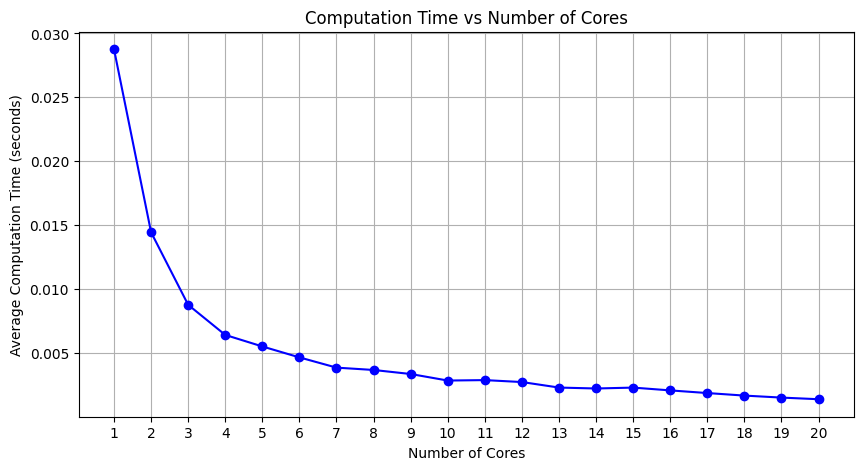 Computation Time vs Number of Cores
Average Computation Time (seconds)
0.030
0.025
0.020
0.015
0.010
0.005
1 2 3 4 5 6 7 8 9 10 11 12 13 14 15 16 17 18 19 20
Number of Cores